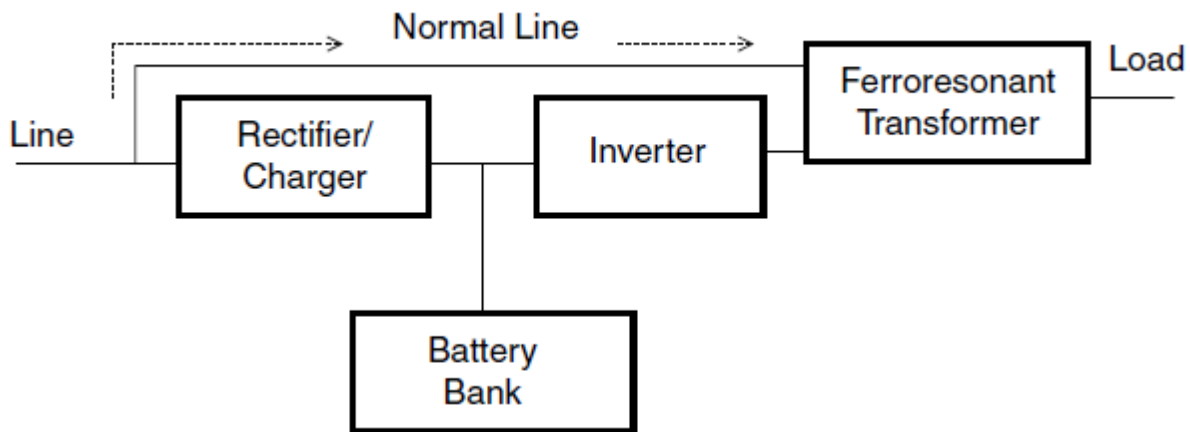 Normal Line
Ferroresonant
Transformer
Load
Line
Rectifier/
Charger
Inverter
Battery
Bank